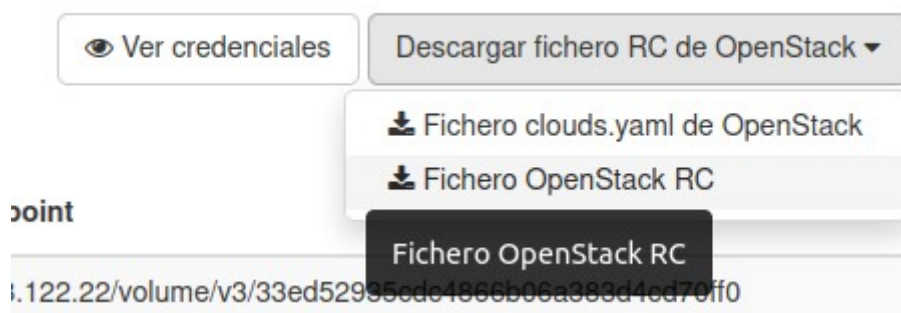 Ver credenciales
Descargar fichero RC de OpenStack
Fichero clouds.yaml de OpenStack
Fichero OpenStack RC
point
Fichero OpenStack RC
.122.22/volume/v3/33ed52935cdc4866b06a383d4cd70ff0